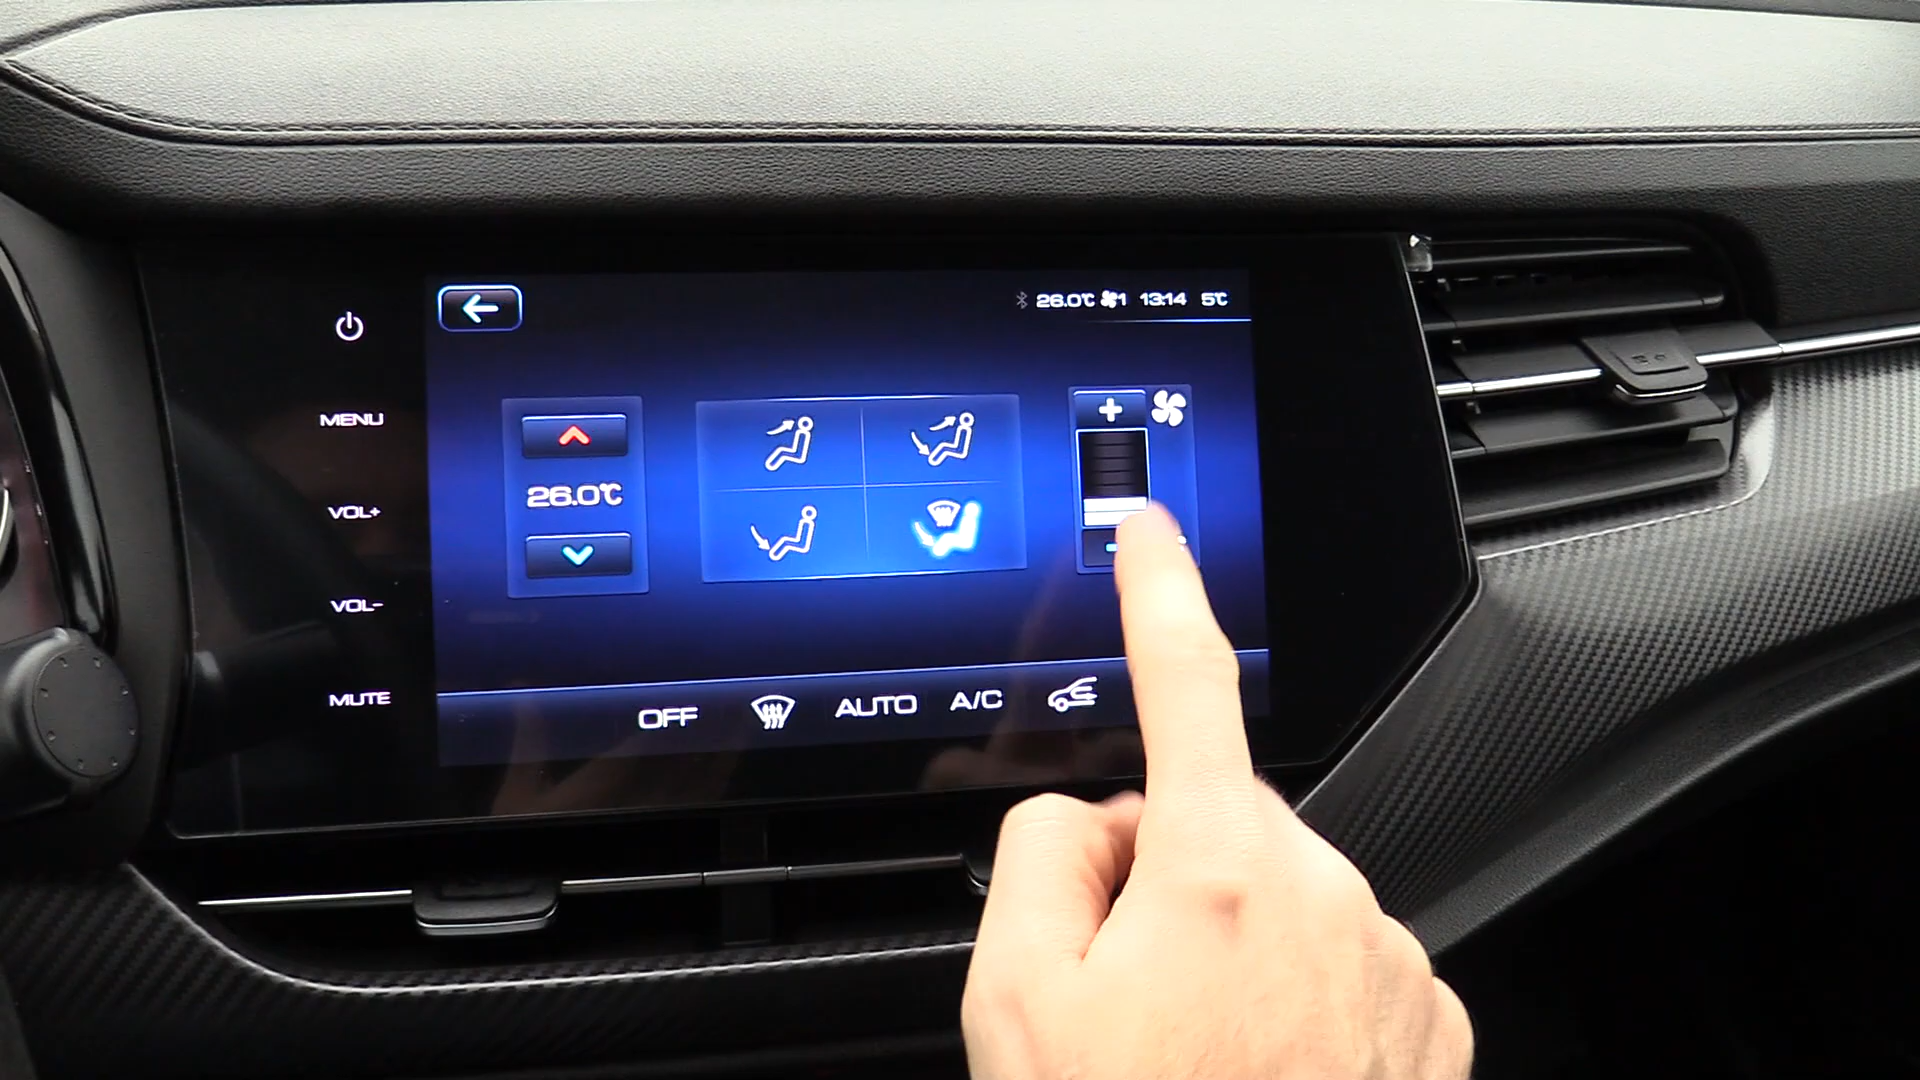 26.0℃ 1 13:14 5℃
MENU
VOL+
26.0℃
VOL-
MUTE
OFF AUTO A/C